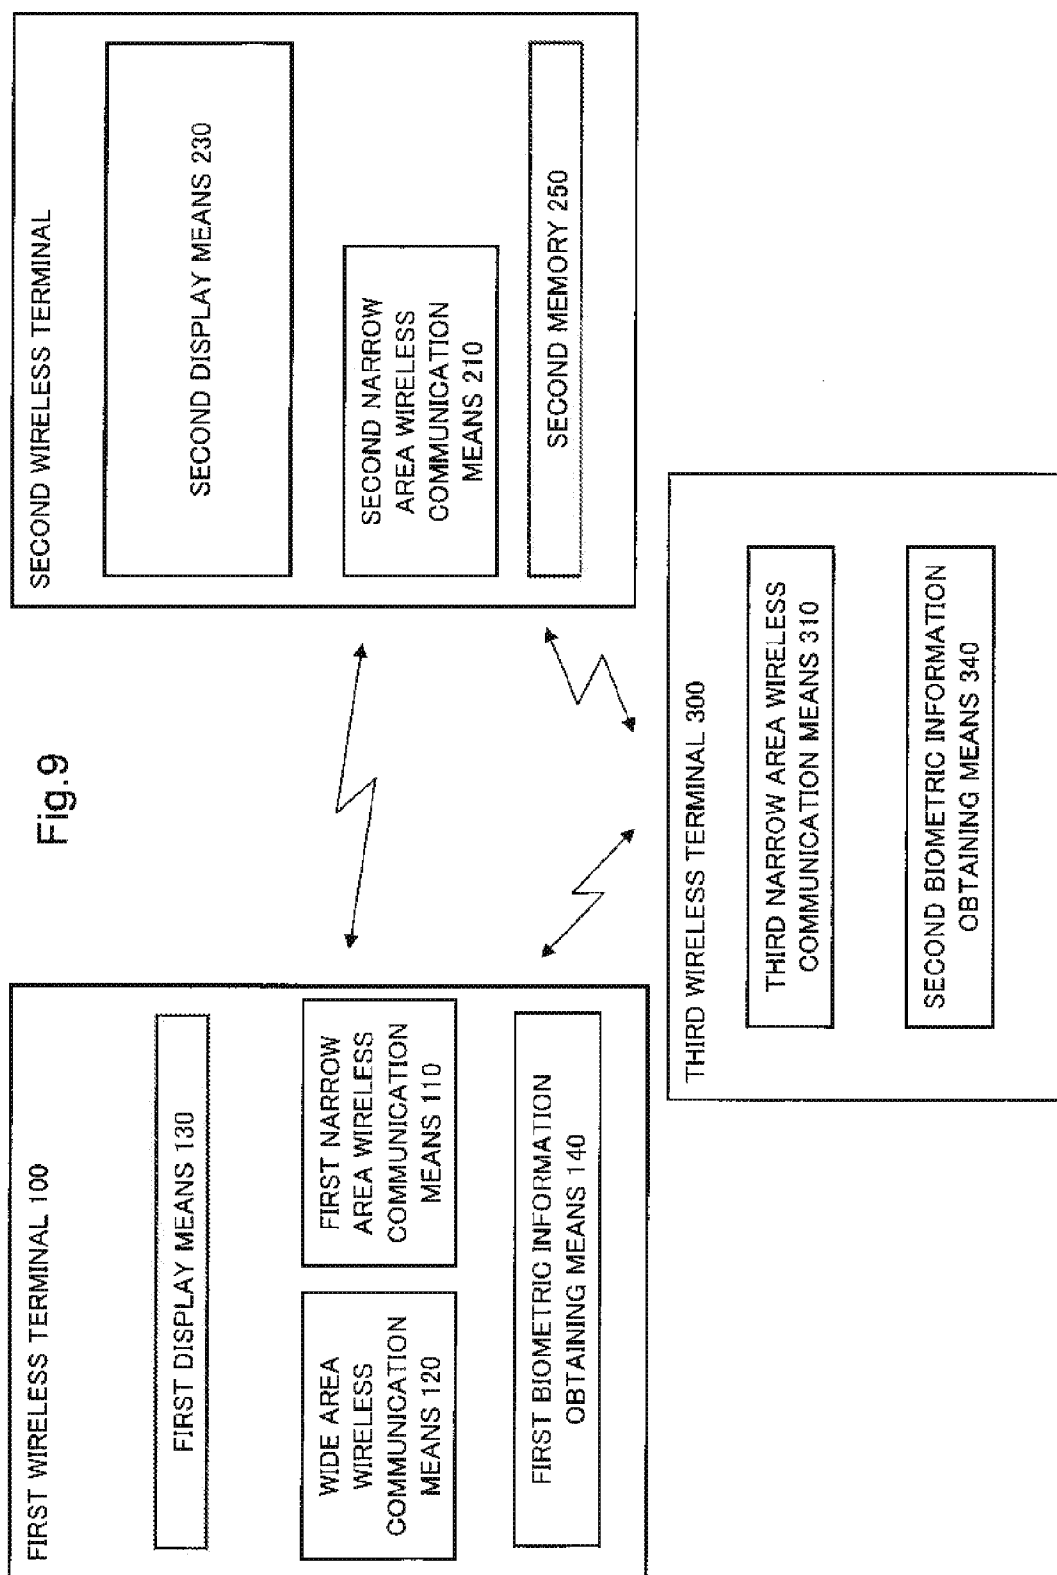 Fig.9
FIRST WIRELESS TERMINAL 100
FIRST DISPLAY MEANS 130
WIDE AREA
WIRELESS
COMMUNICATION
MEANS 120
FIRST NARROW
AREA WIRELESS
COMMUNICATION
MEANS 110
FIRST BIOMETRIC INFORMATION
OBTAINING MEANS 140
SECOND WIRELESS TERMINAL
SECOND DISPLAY MEANS 230
SECOND NARROW
AREA WIRELESS
COMMUNICATION
MEANS 210
SECOND MEMORY 250
THIRD WIRELESS TERMINAL 300
THIRD NARROW AREA WIRELESS
COMMUNICATION MEANS 310
SECOND BIOMETRIC INFORMATION
OBTAINING MEANS 340